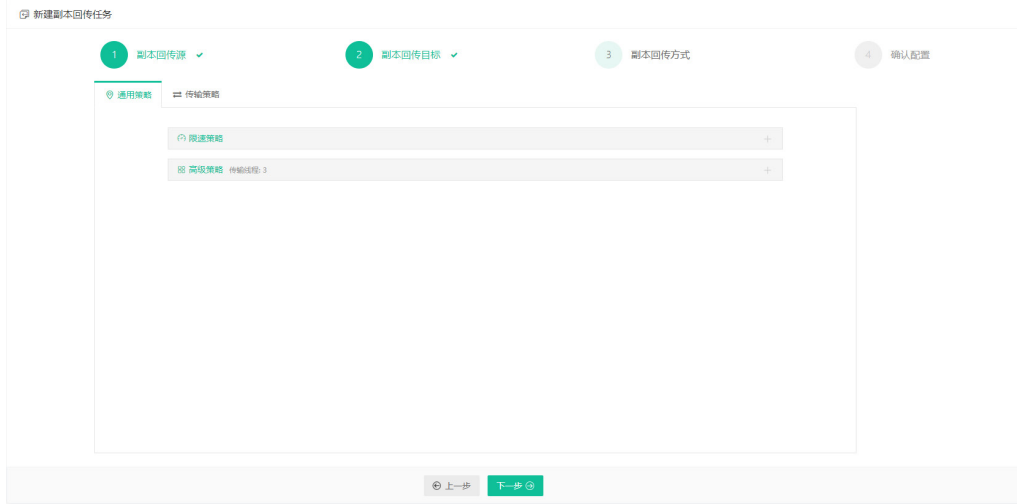 新建副本回传任务
1 副本回传源
2 副本回传目标
3 副本回传方式
4 确认配置
通用策略
传输策略
限速策略
高级策略 传输线程: 3
上一步
下一步